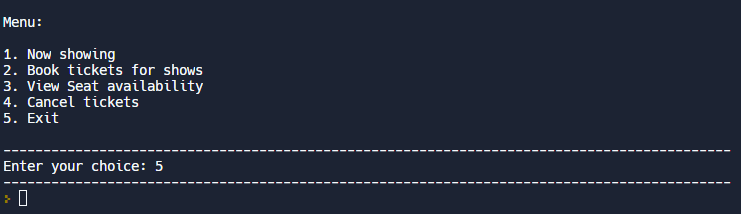 Menu:
1. Now showing
2. Book tickets for shows
3. View Seat availability
4. Cancel tickets
5. Exit
-------------------------------------------------------------------------------------------
Enter your choice: 5
-------------------------------------------------------------------------------------------
>